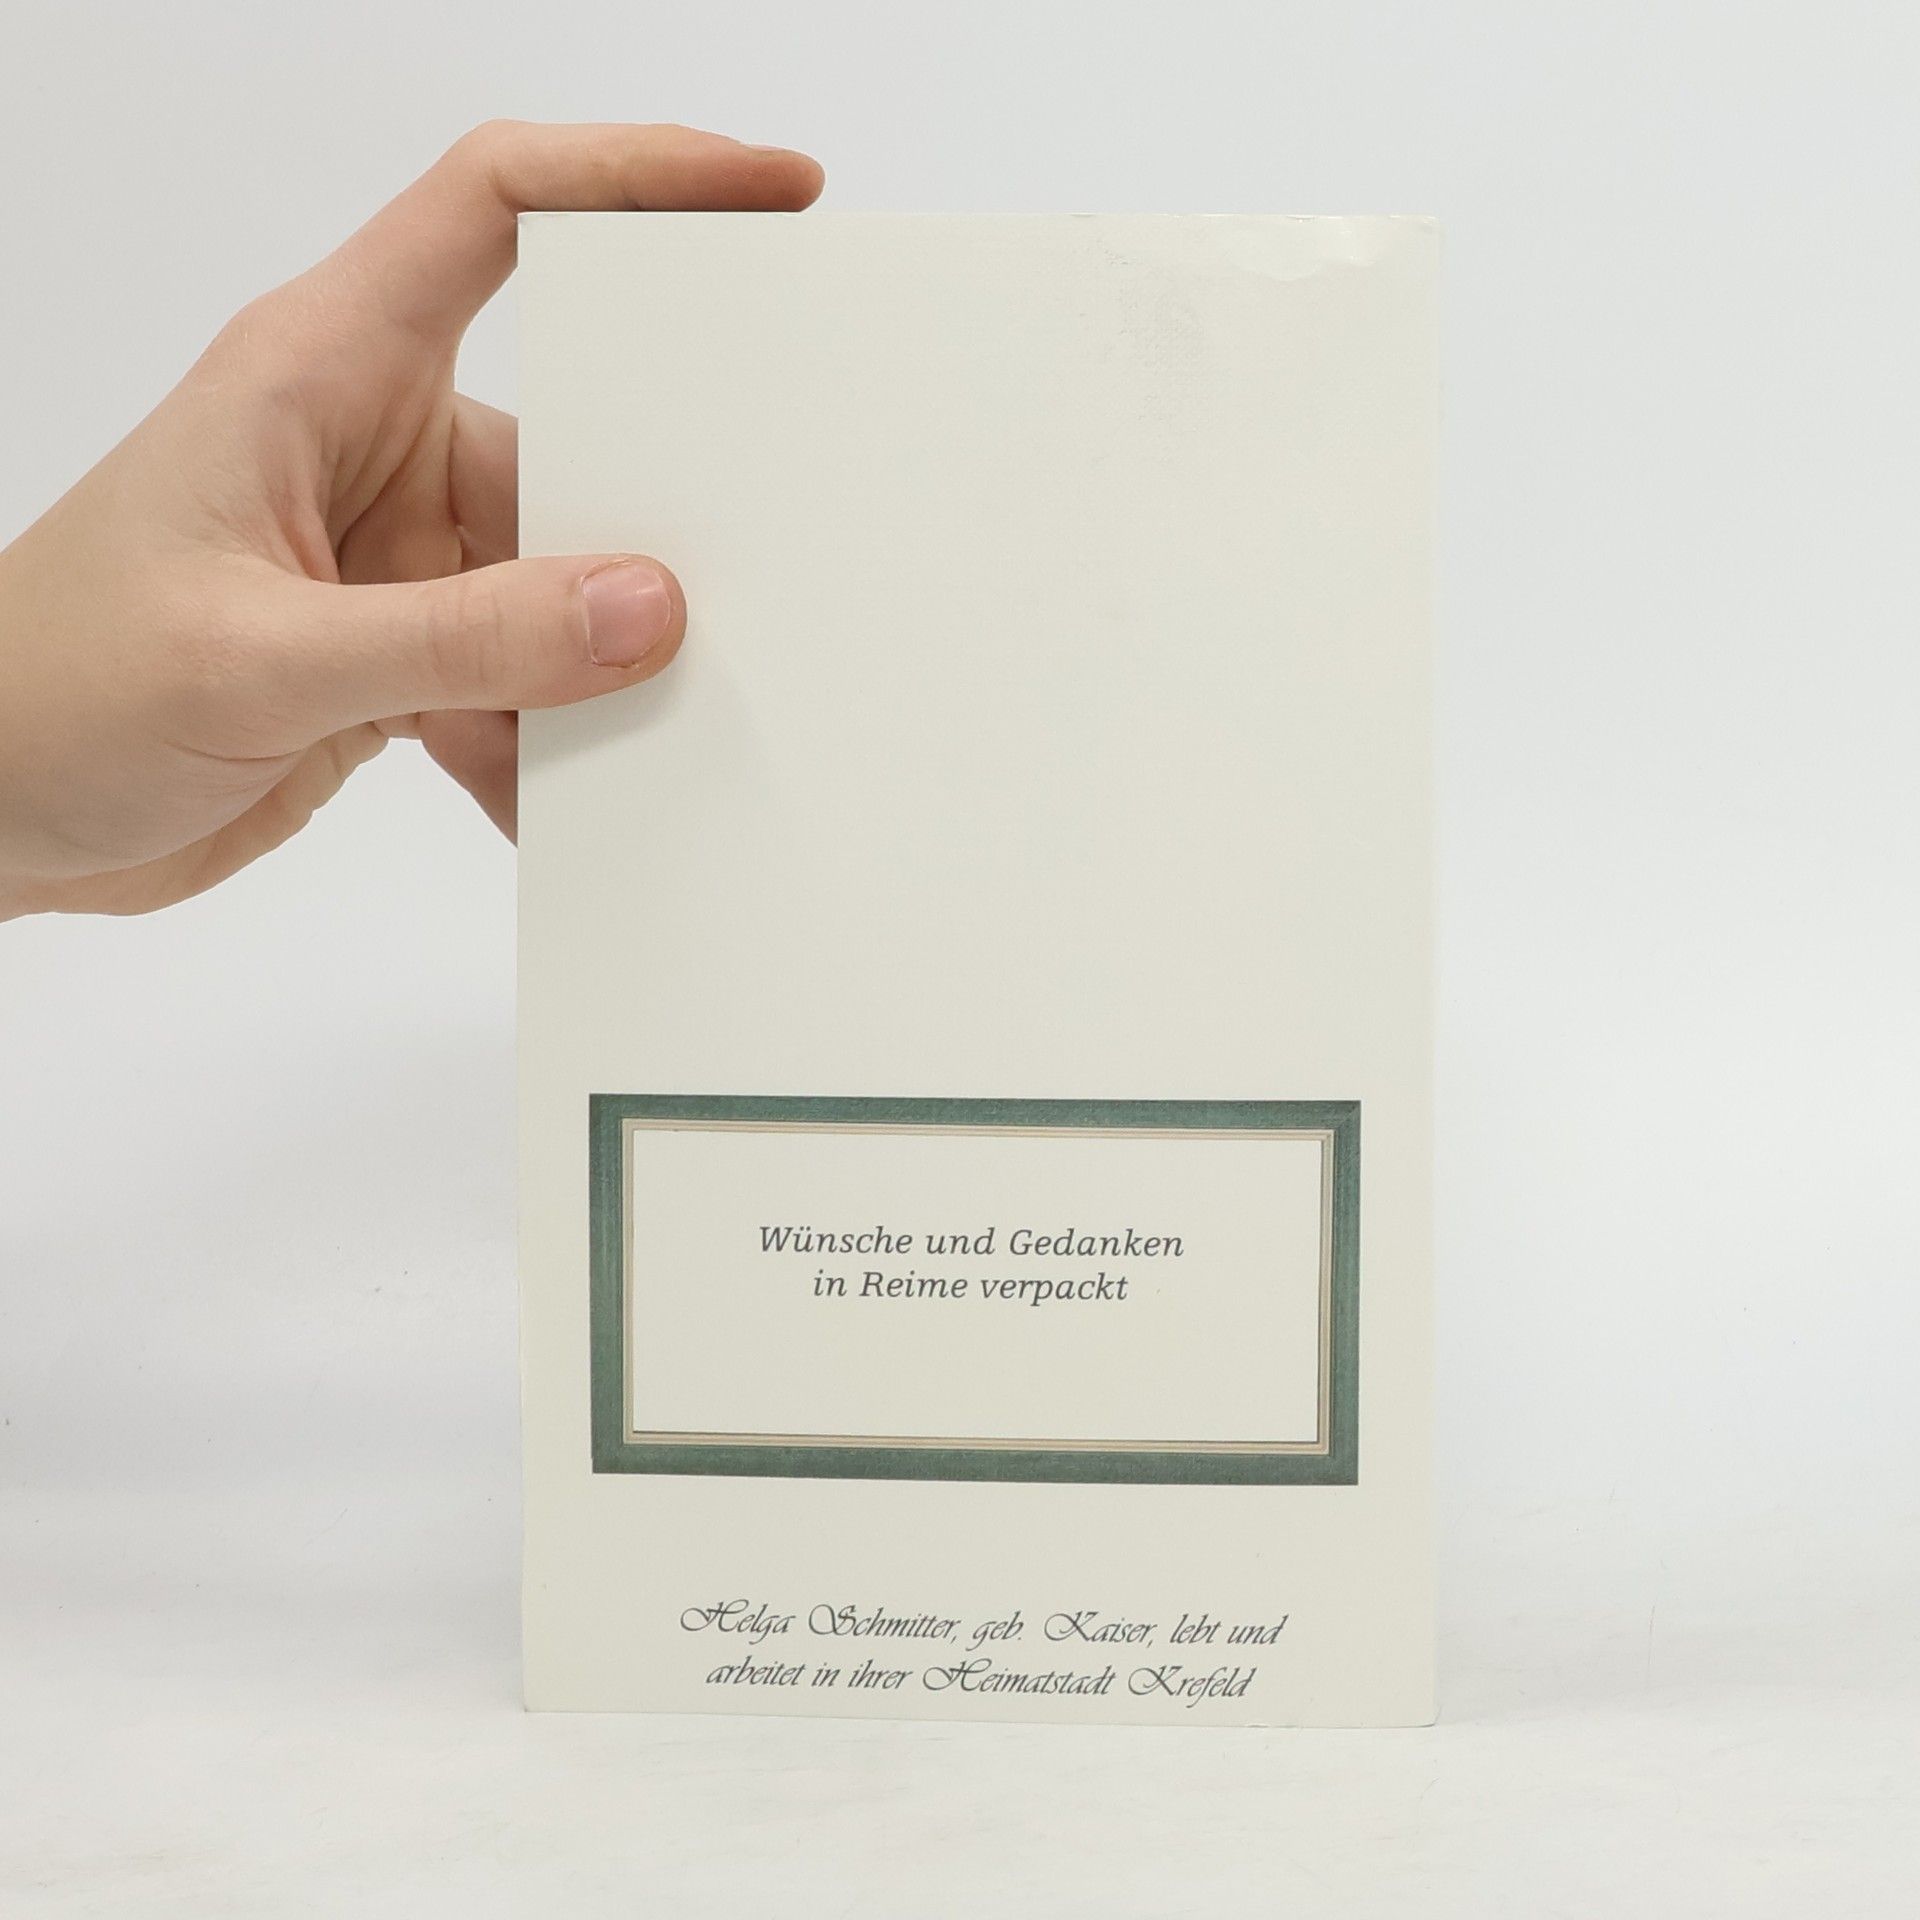 Wünsche und Gedanken
in Reime verpackt
Helga Schmitter, geb. Kaiser, lebt und
arbeitet in ihrer Heimatstadt Krefeld